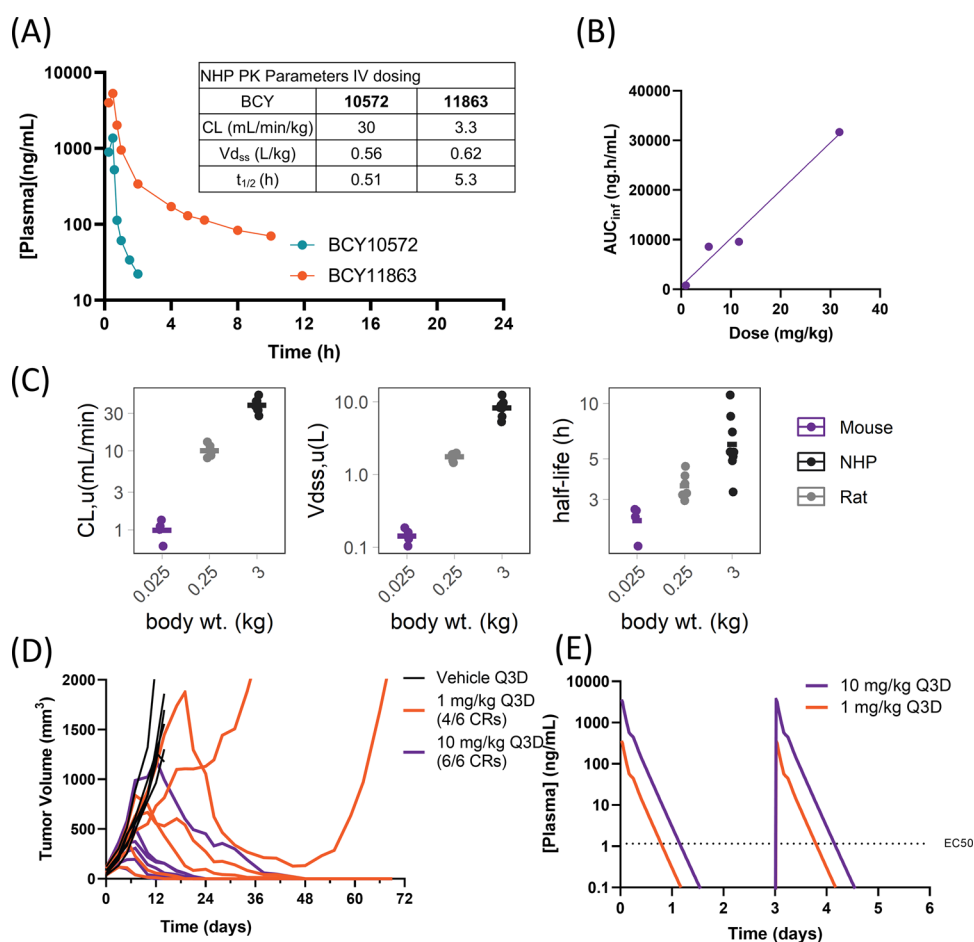 (A)
10000
1000
100
10
[Plasma](ng/mL)
0 4 8 12 16 20 24
Time (h)
NHP PK Parameters IV dosing
BCY 10572 11863
CL (mL/min/kg) 30 3.3
Vdss (L/kg) 0.56 0.62
t1/2 (h) 0.51 5.3
BCY10572
BCY11863
(B)
40000
30000
20000
10000
0
AUCinf (ng.h/mL)
0 10 20 30 40
Dose (mg/kg)
(C)
30
10
3
1
CL,u(mL/min)
0.025 0.25 3
body wt. (kg)
10.0
1.0
0.1
Vdss,u(L)
0.025 0.25 3
body wt. (kg)
10
5
3
half-life (h)
0.025 0.25 3
body wt. (kg)
Mouse
NHP
Rat
(D)
2000
1500
1000
500
0
Tumor Volume (mm³)
0 12 24 36 48 60 72
Time (days)
Vehicle Q3D
1 mg/kg Q3D
(4/6 CRs)
10 mg/kg Q3D
(6/6 CRs)
(E)
10000
1000
100
10
1
0.1
[Plasma] (ng/mL)
0 1 2 3 4 5 6
Time (days)
10 mg/kg Q3D
1 mg/kg Q3D
EC50